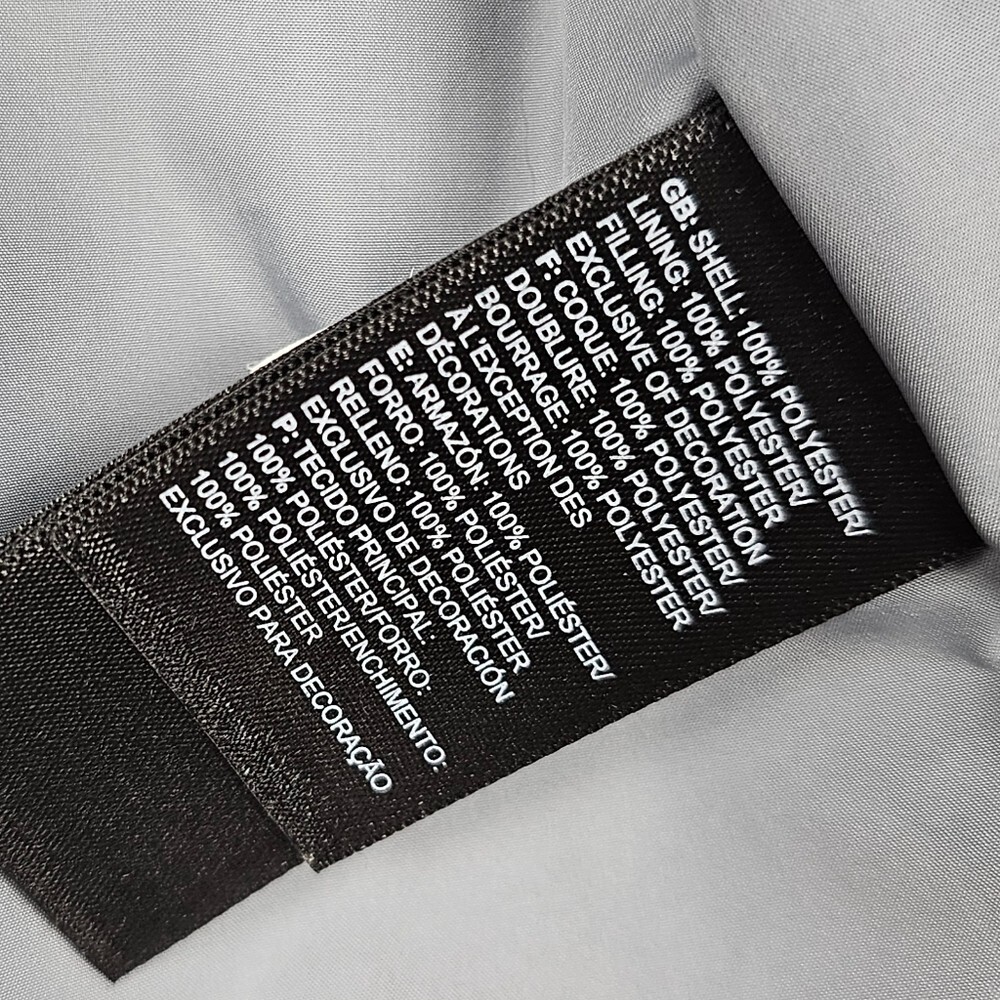 GB: SHELL: 100% POLYESTER/
LINING: 100% POLYESTER/
FILLING: 100% POLYESTER
EXCLUSIVE OF DECORATION
F: COQUE: 100% POLYESTER/
DOUBLURE: 100% POLYESTER/
BOURRAGE: 100% POLYESTER
À L'EXCEPTION DES
DÉCORATIONS
E: ARMAZÓN: 100% POLIÉSTER/
FORRO: 100% POLIÉSTER/
RELLENO: 100% POLIÉSTER
EXCLUSIVO DE DECORACIÓN
P: TECIDO PRINCIPAL:
100% POLIÉSTER/FORRO:
100% POLIÉSTER/ENCHIMENTO:
100% POLIÉSTER
EXCLUSIVO PARA DECORAÇÃO